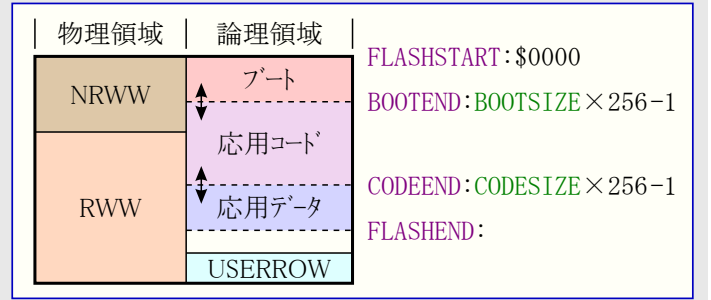 物理領域 論理領域
FLASHSTART:$0000
ブート
NRWW
BOOTEND:BOOTSIZE×256-1
応用コード
CODEEND:CODESIZE×256-1
RWW
応用データ
FLASHEND:
USERROW